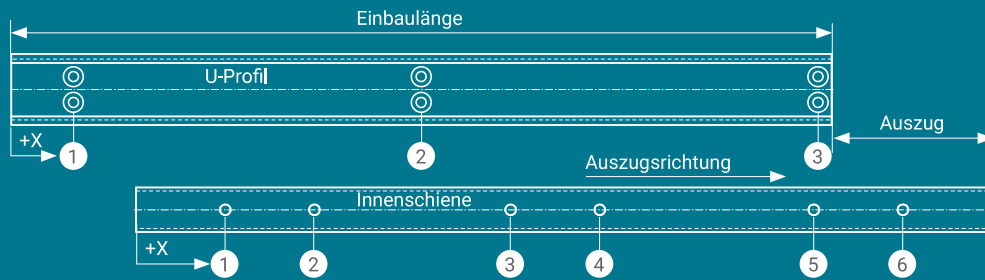 Einbaulänge
U-Profil
Auszug
+X
1
2
3
Auszugsrichtung
Innenschiene
+X
1
2
3
4
5
6